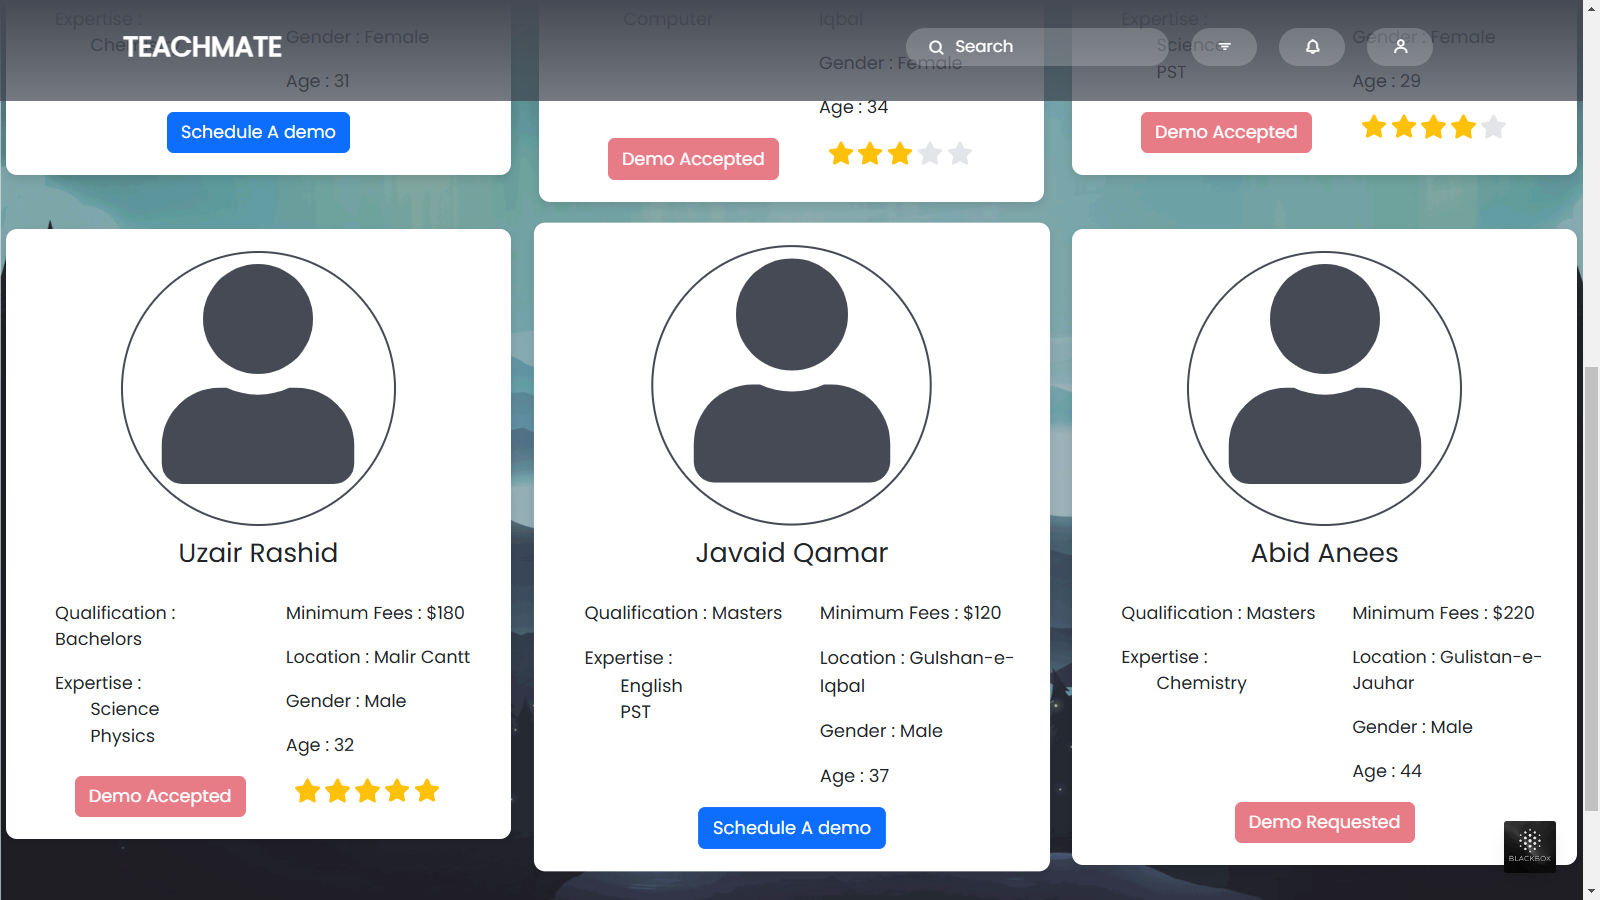 TEACHMATE
Search
Expertise :
Che
Gender : Female
Age : 31
Schedule A demo
Computer
Iqbal
Gender : Female
Age : 34
Demo Accepted
Expertise :
Science
PST
Gender : Female
Age : 29
Demo Accepted
Uzair Rashid
Qualification :
Bachelors
Expertise :
Science
Physics
Minimum Fees : $180
Location : Malir Cantt
Gender : Male
Age : 32
Demo Accepted
Javaid Qamar
Qualification : Masters
Expertise :
English
PST
Minimum Fees : $120
Location : Gulshan-e-
Iqbal
Gender : Male
Age : 37
Schedule A demo
Abid Anees
Qualification : Masters
Expertise :
Chemistry
Minimum Fees : $220
Location : Gulistan-e-
Jauhar
Gender : Male
Age : 44
Demo Requested
BLACKBOX